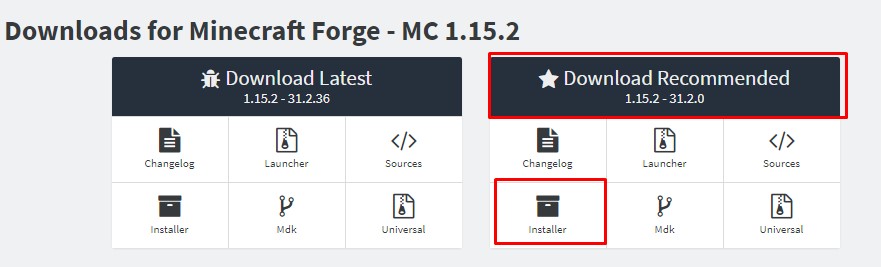 Downloads for Minecraft Forge - MC 1.15.2
Download Latest
1.15.2 - 31.2.36
Changelog
Launcher
Sources
Installer
Mdk
Universal
Download Recommended
1.15.2 - 31.2.0
Changelog
Launcher
Sources
Installer
Mdk
Universal